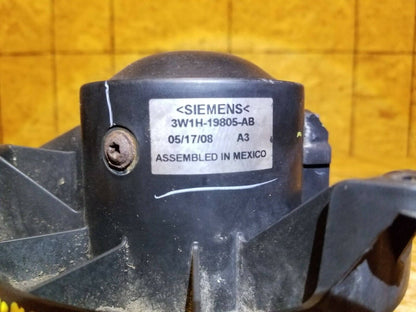 <SIEMENS<
3W1H-19805-AB
05/17/08 A3
ASSEMBLED IN MEXICO